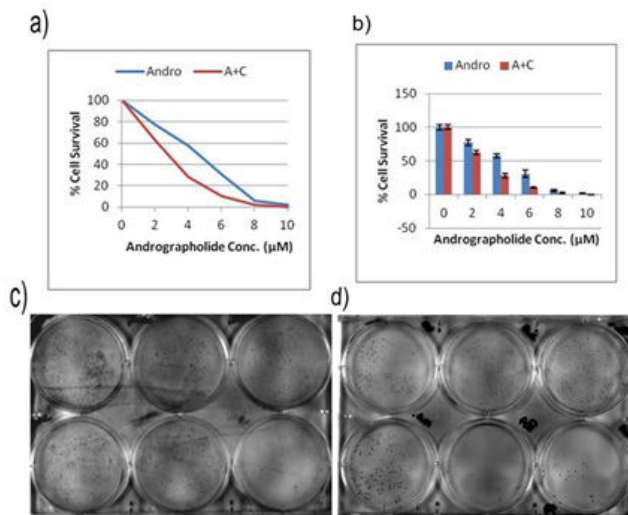 a)
Andro A+C
% Cell Survival
100
80
60
40
20
0
0 2 4 6 8 10
Andrographolide Conc. (µM)
b)
Andro A+C
% Cell Survival
150
100
50
0
-50
0 2 4 6 8 10
Andrographolide Conc. (µM)
c)
d)